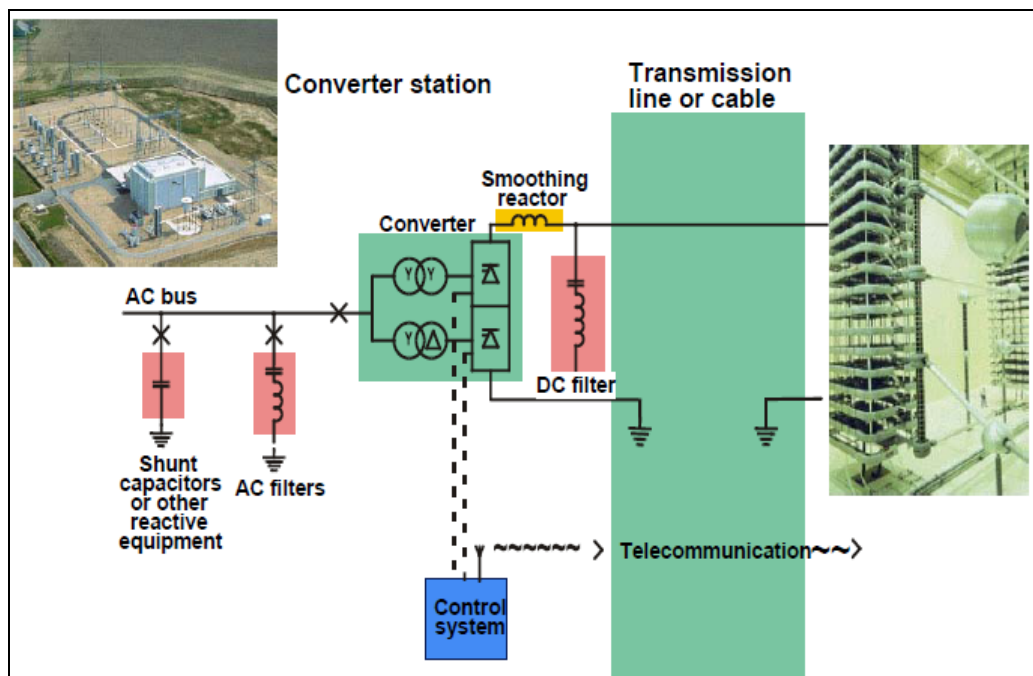 Converter station
Transmission
line or cable
Smoothing
reactor
Converter
Y Y
AC bus
Y Δ
DC filter
Shunt
capacitors
or other
reactive
equipment
AC filters
Telecommunication
Control
system